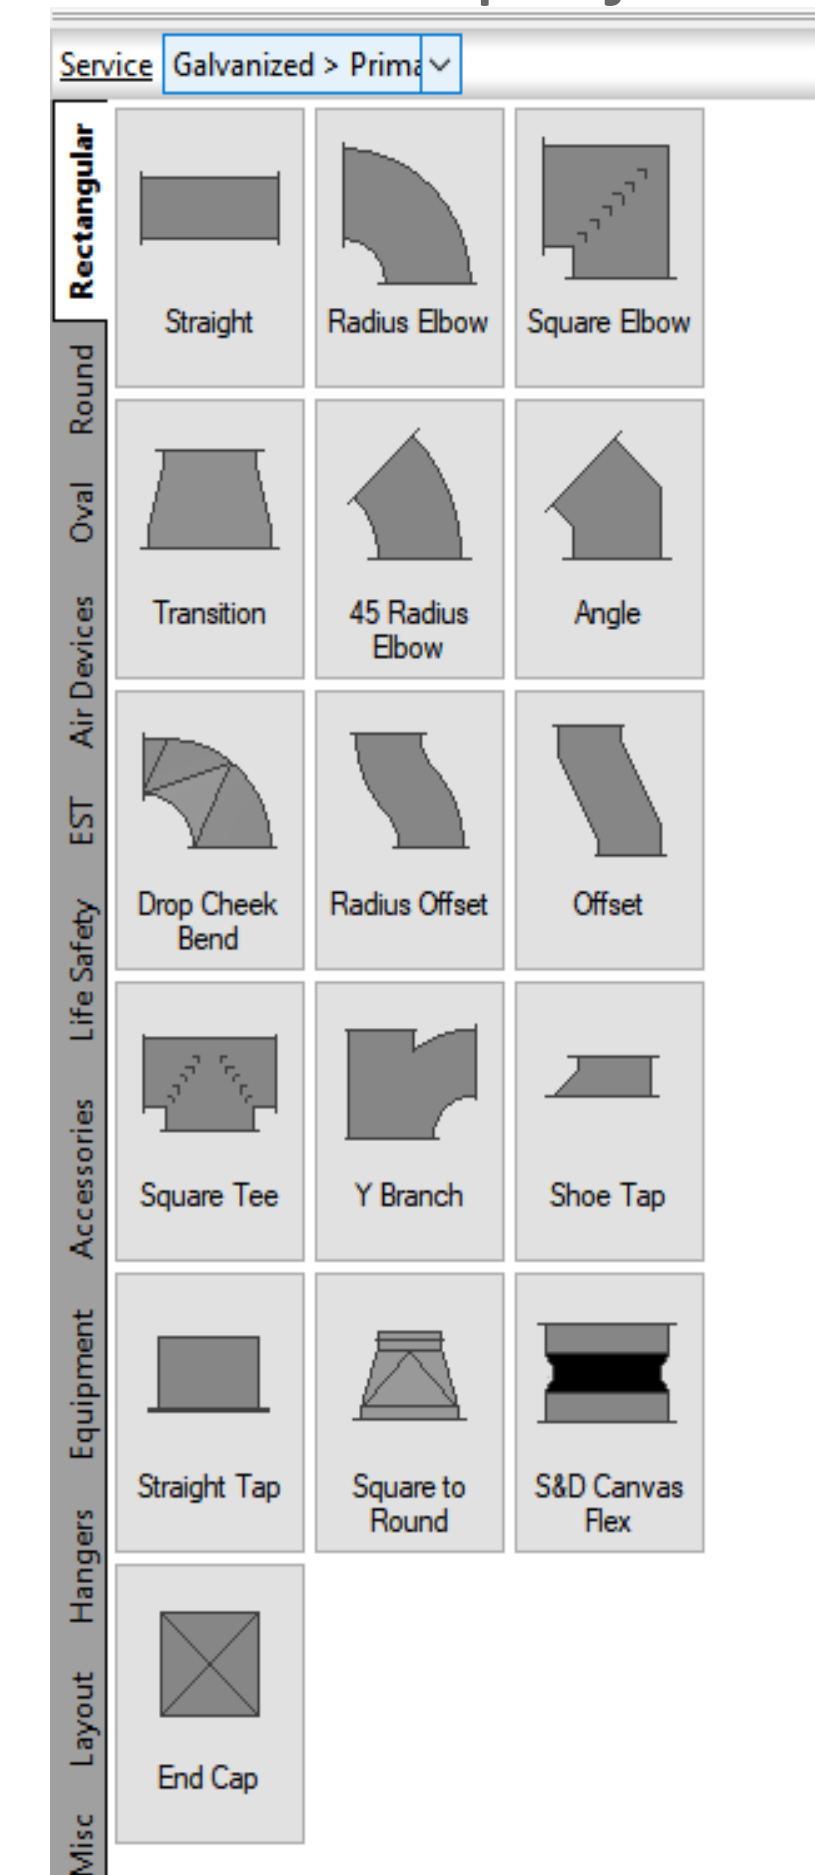 Service Galvanized > Prima
Rectangular
Round
Oval
Air Devices
EST
Life Safety
Accessories
Equipment
Hangers
Layout
Misc
Straight
Radius Elbow
Square Elbow
Transition
45 Radius
Elbow
Angle
Drop Cheek
Bend
Radius Offset
Offset
Square Tee
Y Branch
Shoe Tap
Straight Tap
Square to
Round
S&D Canvas
Flex
End Cap